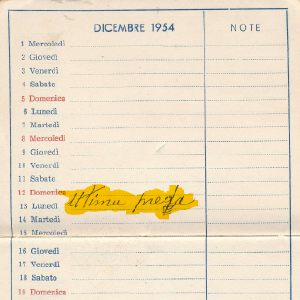 DICEMBRE 1954 NOTE
1 Mercoledì
2 Giovedì
3 Venerdì
4 Sabato
5 Domenica
6 Lunedì
7 Martedì
8 Mercoledì
9 Giovedì
10 Venerdì
11 Sabato
12 Domenica
13 Lunedì
14 Martedì
15 Mercoledì
16 Giovedì
17 Venerdì
18 Sabato
19 Domenica